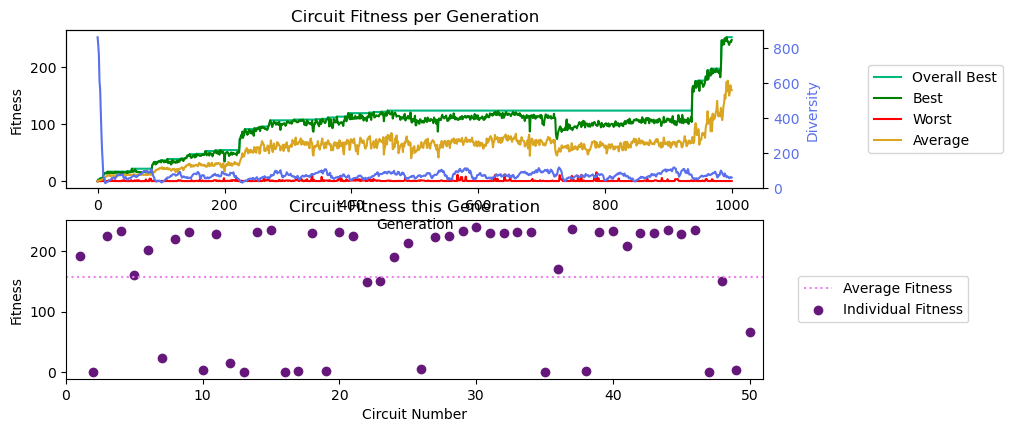 Circuit Fitness per Generation
Fitness
200
100
0
800
600
400
200
0
Diversity
0
200
400
600
800
1000
Generation
Overall Best
Best
Worst
Average
Circuit Fitness this Generation
Fitness
200
100
0
0
10
20
30
40
50
Circuit Number
Average Fitness
Individual Fitness